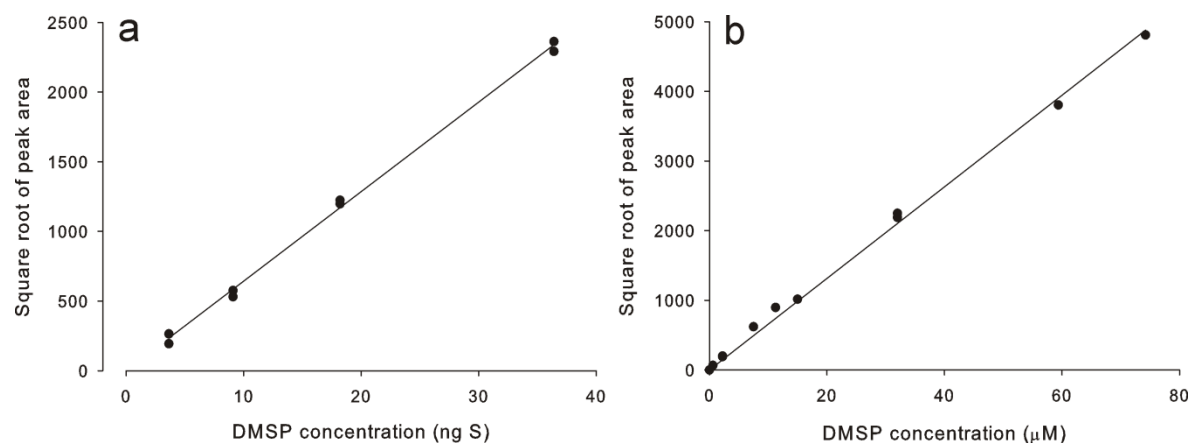 a
2500
2000
1500
1000
500
0
0 10 20 30 40
Square root of peak area
DMSP concentration (ng S)
b
5000
4000
3000
2000
1000
0
0 20 40 60 80
Square root of peak area
DMSP concentration (μM)